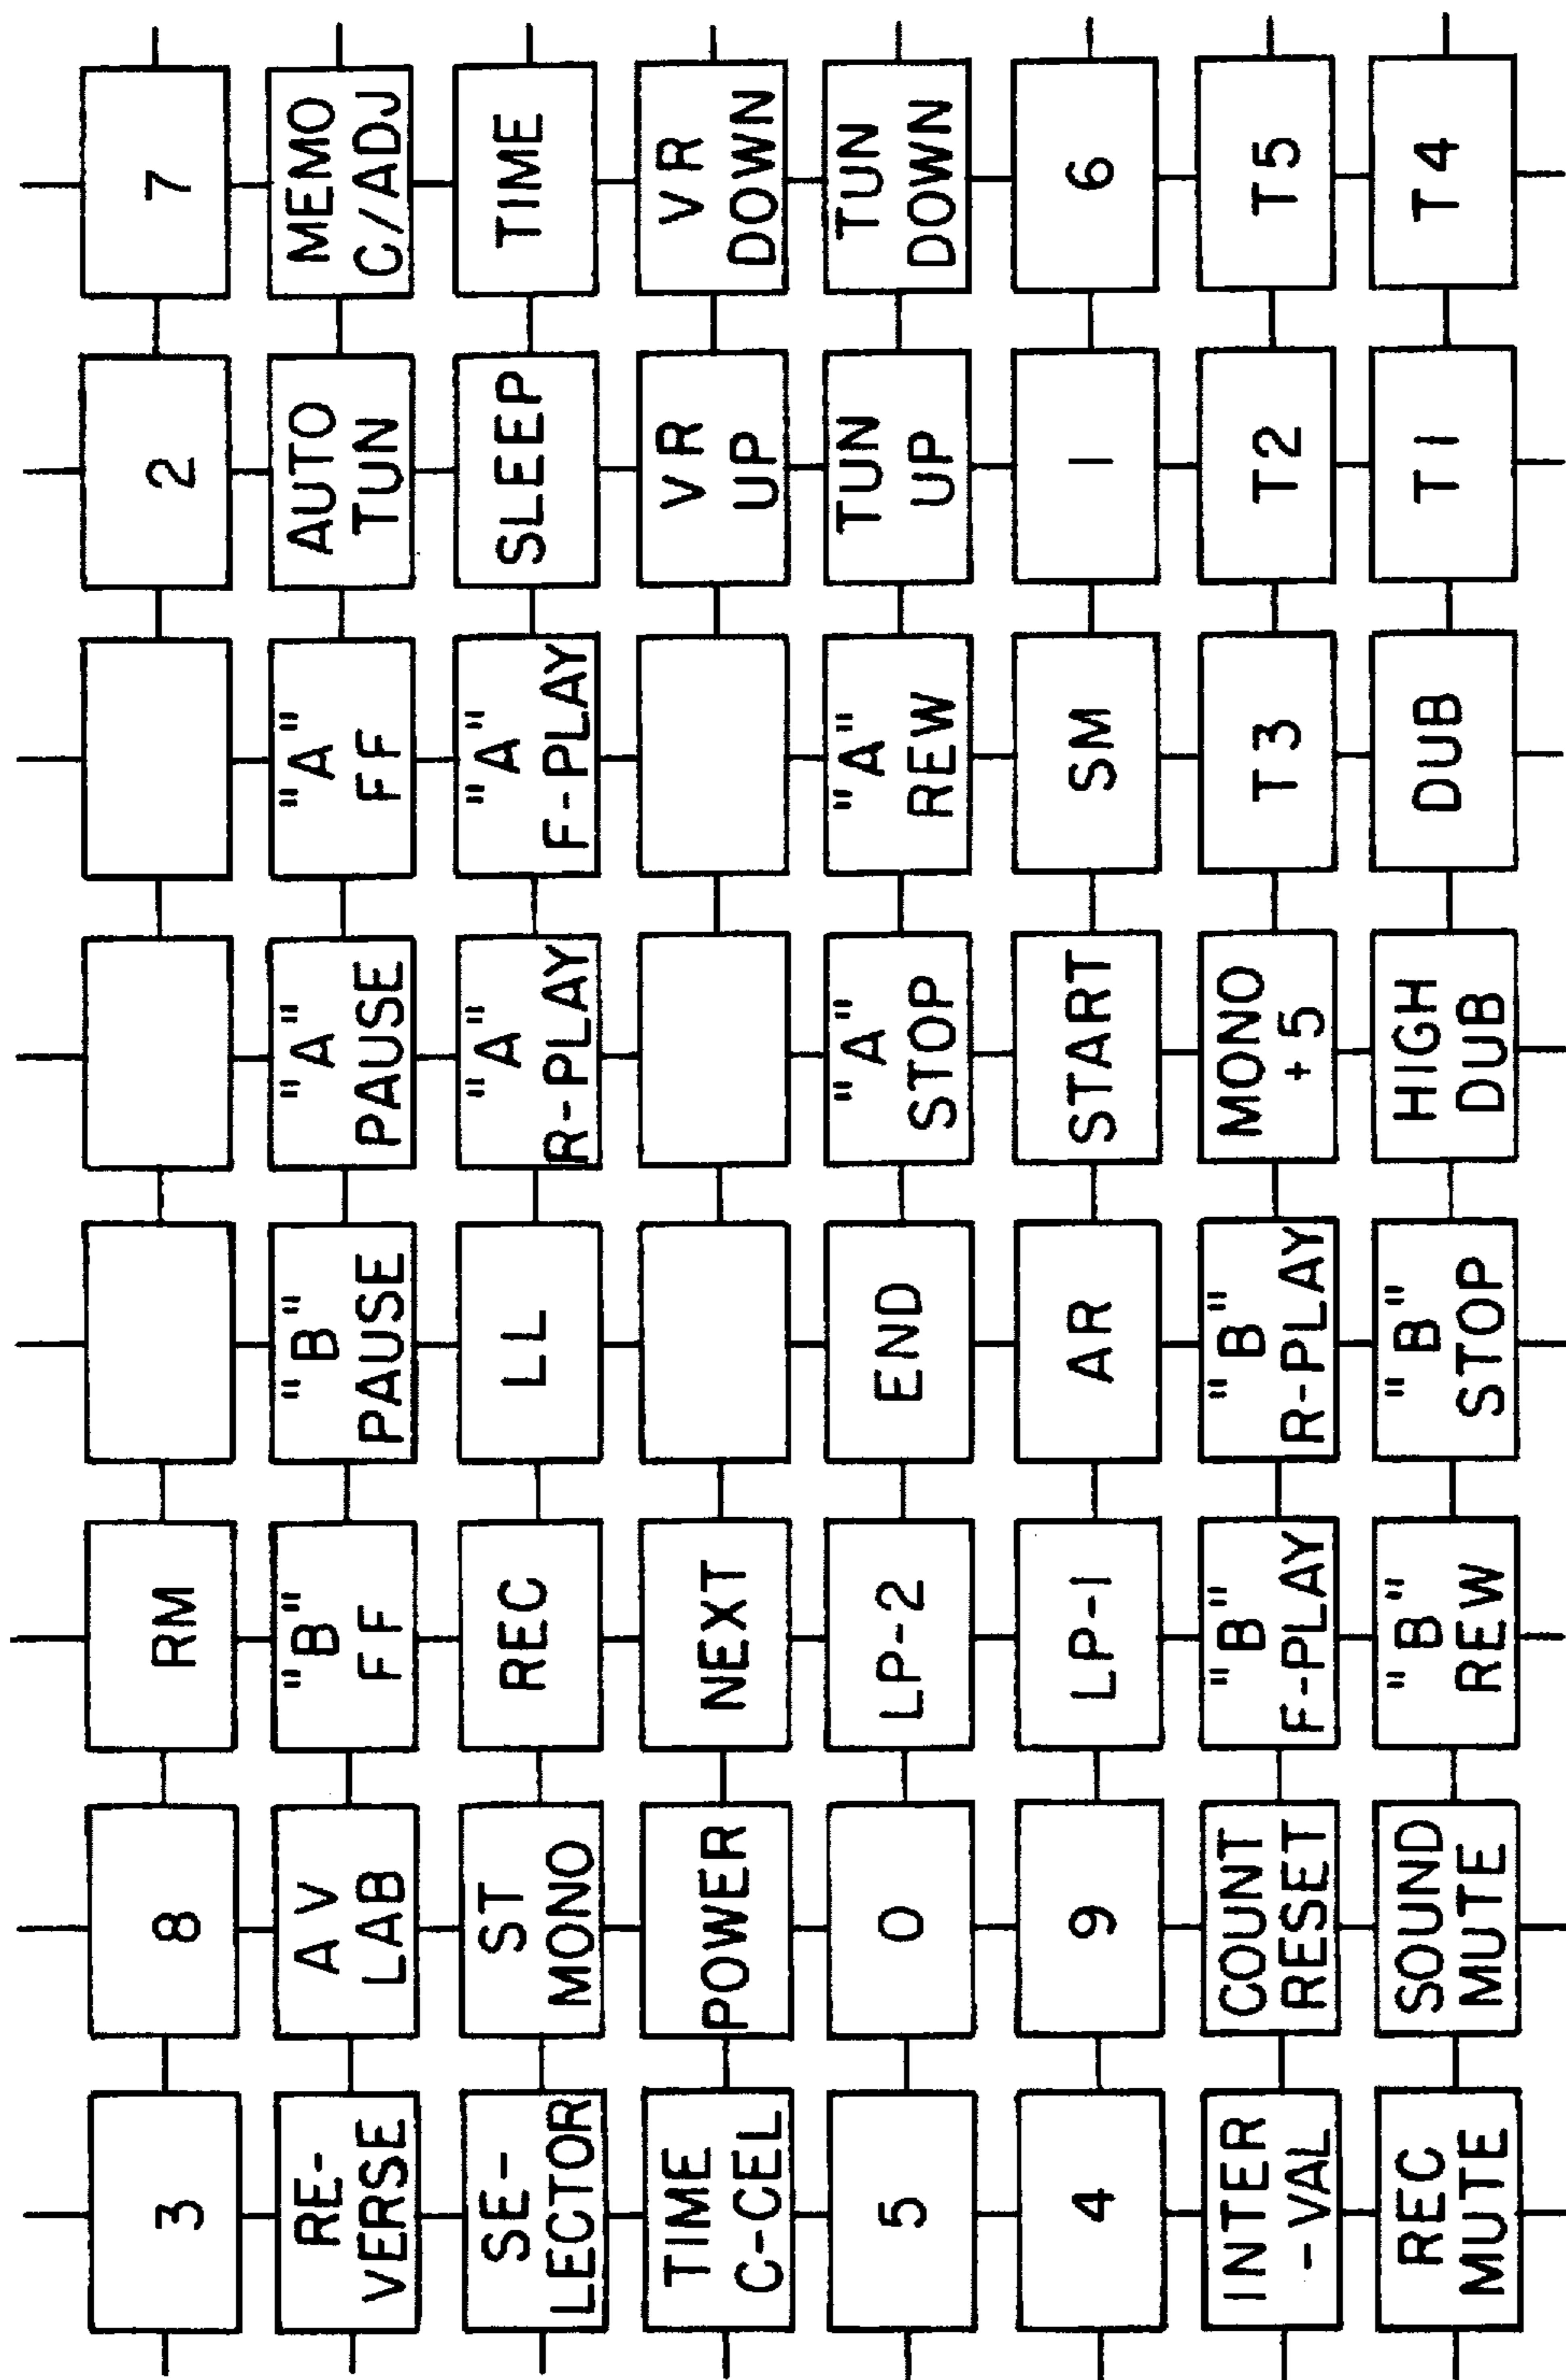 3
8
RM
2
7
RE-
VERSE
A V
LAB
"B"
FF
"B"
PAUSE
"A"
PAUSE
"A"
FF
AUTO
TUN
MEMO
C/ADJ
SE-
LECTOR
ST
MONO
REC
LL
"A"
R-PLAY
"A"
F-PLAY
SLEEP
TIME
TIME
C-CEL
POWER
NEXT
VR
UP
VR
DOWN
5
0
LP-2
END
"A"
STOP
"A"
REW
TUN
UP
TUN
DOWN
4
9
LP-1
AR
START
SM
1
6
INTER
-VAL
COUNT
RESET
"B"
F-PLAY
"B"
R-PLAY
MONO
+5
T3
T2
T5
REC
MUTE
SOUND
MUTE
"B"
REW
"B"
STOP
HIGH
DUB
DUB
T1
T4